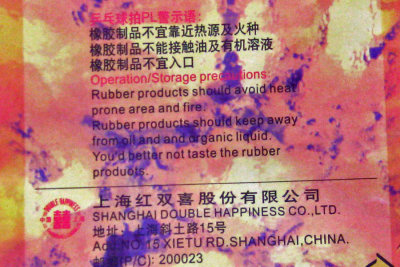 乒乓球拍PL警示语:
橡胶制品不宜靠近热源及火种
橡胶制品不能接触油及有机溶液
橡胶制品不宜入口
Operation/Storage precautions:
Rubber products should avoid heat
prone area and fire.
Rubber products should keep away
from oil and and organic liquid.
You'd better not taste the rubber
products.
DOUBLE HAPPINESS
中 国
上海红双喜股份有限公司
SHANGHAI DOUBLE HAPPINESS CO.,LTD.
地址:上海斜土路15号
Add:NO.15 XIETU RD.SHANGHAI,CHINA.
邮编(P/C): 200023